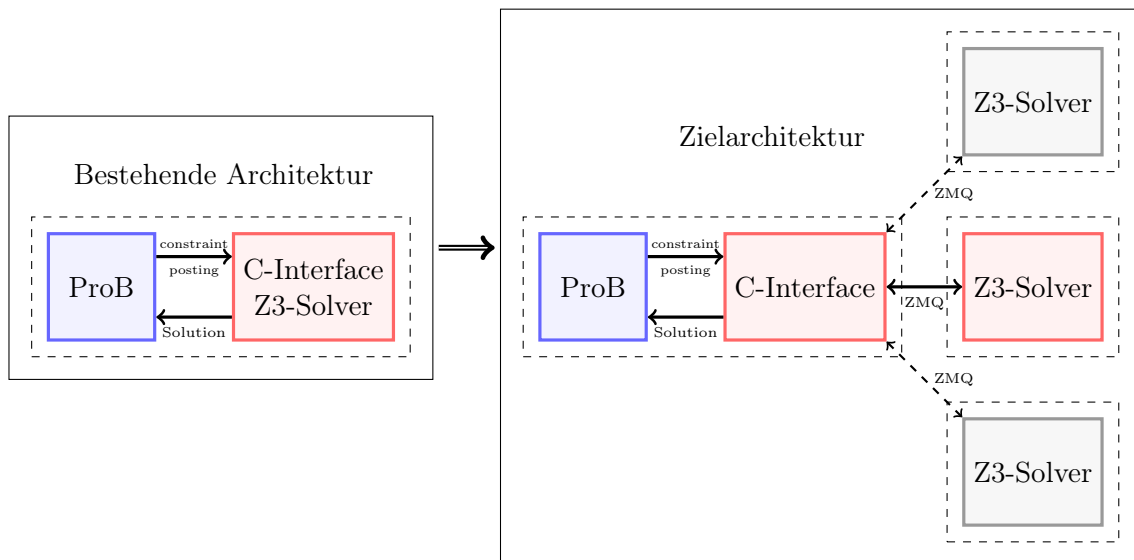 Bestehende Architektur
ProB
constraint
posting
Solution
C-Interface
Z3-Solver
Zielarchitektur
ProB
constraint
posting
Solution
C-Interface
ZMQ
Z3-Solver
ZMQ
Z3-Solver
ZMQ
Z3-Solver